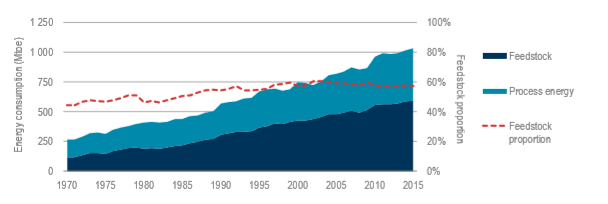 1 250
1 000
750
500
250
0
Energy consumption (Mtoe)
1970 1975 1980 1985 1990 1995 2000 2005 2010 2015
100%
80%
60%
40%
20%
0%
Feedstock proportion
Feedstock
Process energy
Feedstock
proportion